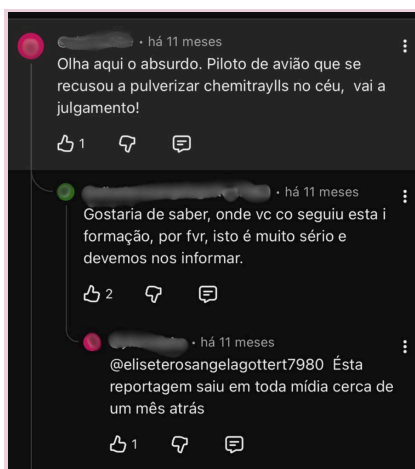 • há 11 meses
Olha aqui o absurdo. Piloto de avião que se
recusou a pulverizar chemitraylls no céu, vai a
julgamento!
1
• há 11 meses
Gostaria de saber, onde vc co seguiu esta i
formação, por fvr, isto é muito sério e
devemos nos informar.
2
• há 11 meses
@eliseterosangelagottert7980 Ésta
reportagem saiu em toda mídia cerca de
um mês atrás
1